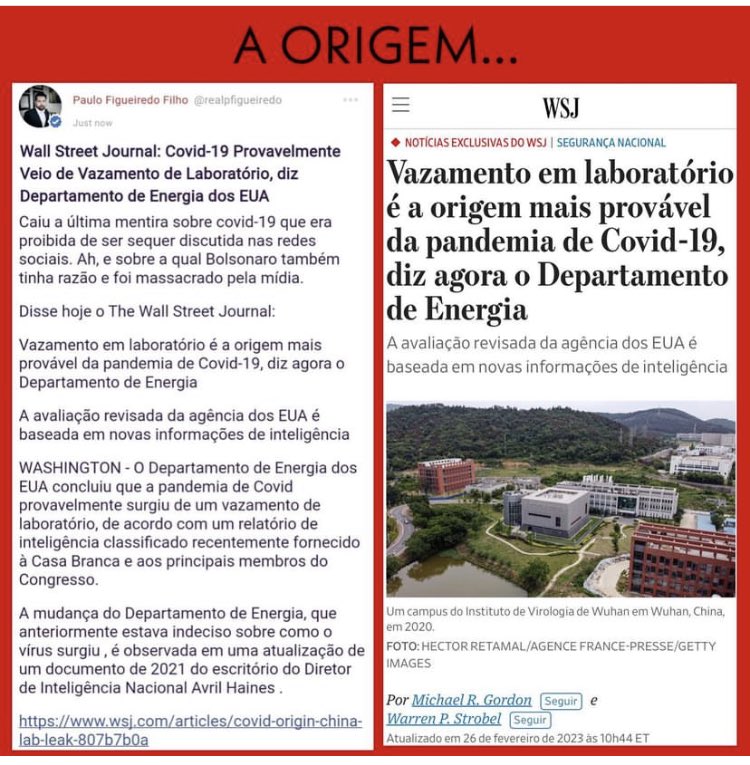 A ORIGEM...
Paulo Figueiredo Filho @realpfigueiredo
Just now
Wall Street Journal: Covid-19 Provavelmente
Veio de Vazamento de Laboratório, diz
Departamento de Energia dos EUA
Caiu a última mentira sobre covid-19 que era
proibida de ser sequer discutida nas redes
sociais. Ah, e sobre a qual Bolsonaro também
tinha razão e foi massacrado pela mídia.
Disse hoje o The Wall Street Journal:
Vazamento em laboratório é a origem mais
provável da pandemia de Covid-19, diz agora o
Departamento de Energia
A avaliação revisada da agência dos EUA é
baseada em novas informações de inteligência
WASHINGTON - O Departamento de Energia dos
EUA concluiu que a pandemia de Covid
provavelmente surgiu de um vazamento de
laboratório, de acordo com um relatório de
inteligência classificado recentemente fornecido
à Casa Branca e aos principais membros do
Congresso.
A mudança do Departamento de Energia, que
anteriormente estava indeciso sobre como o
vírus surgiu , é observada em uma atualização de
um documento de 2021 do escritório do Diretor
de Inteligência Nacional Avril Haines .
https://www.wsj.com/articles/covid-origin-china-
lab-leak-807b7b0a
WSJ
NOTÍCIAS EXCLUSIVAS DO WSJ | SEGURANÇA NACIONAL
Vazamento em laboratório
é a origem mais provável
da pandemia de Covid-19,
diz agora o Departamento
de Energia
A avaliação revisada da agência dos EUA é
baseada em novas informações de inteligência
Um campus do Instituto de Virologia de Wuhan em Wuhan, China,
em 2020.
FOTO: HECTOR RETAMAL/AGENCE FRANCE-PRESSE/GETTY
IMAGES
Por Michael R. Gordon Seguir e
Warren P. Strobel Seguir
Atualizado em 26 de fevereiro de 2023 às 10h44 ET